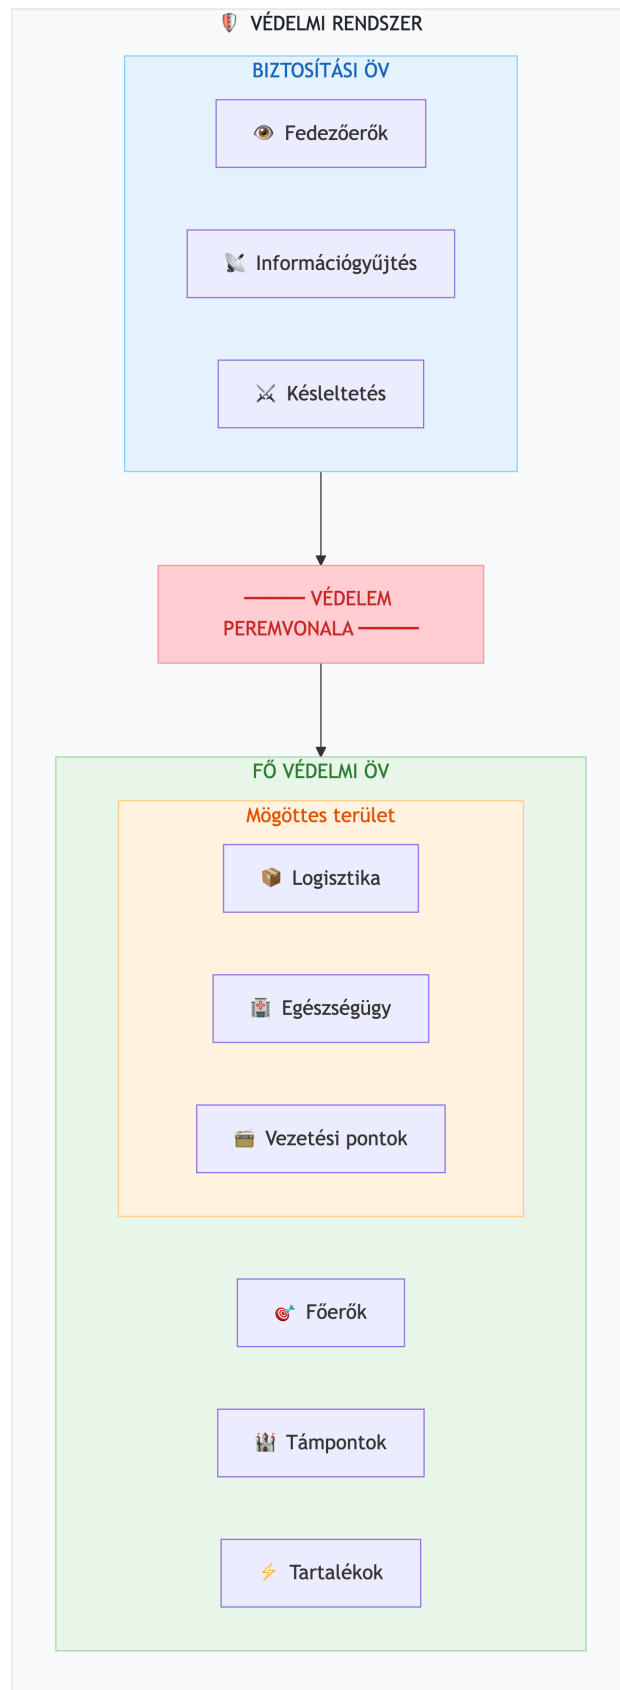 🛡️ VÉDELMI RENDSZER
BIZTOSÍTÁSI ÖV
👁️ Fedezőerők
📡 Információgyűjtés
⚔️ Késleltetés
━━━━━ VÉDELEM
PEREMVONALA ━━━━━
FŐ VÉDELMI ÖV
Mögöttes terület
📦 Logisztika
🏥 Egészségügy
📻 Vezetési pontok
🎯 Főerők
🏰 Támpontok
⚡ Tartalékok